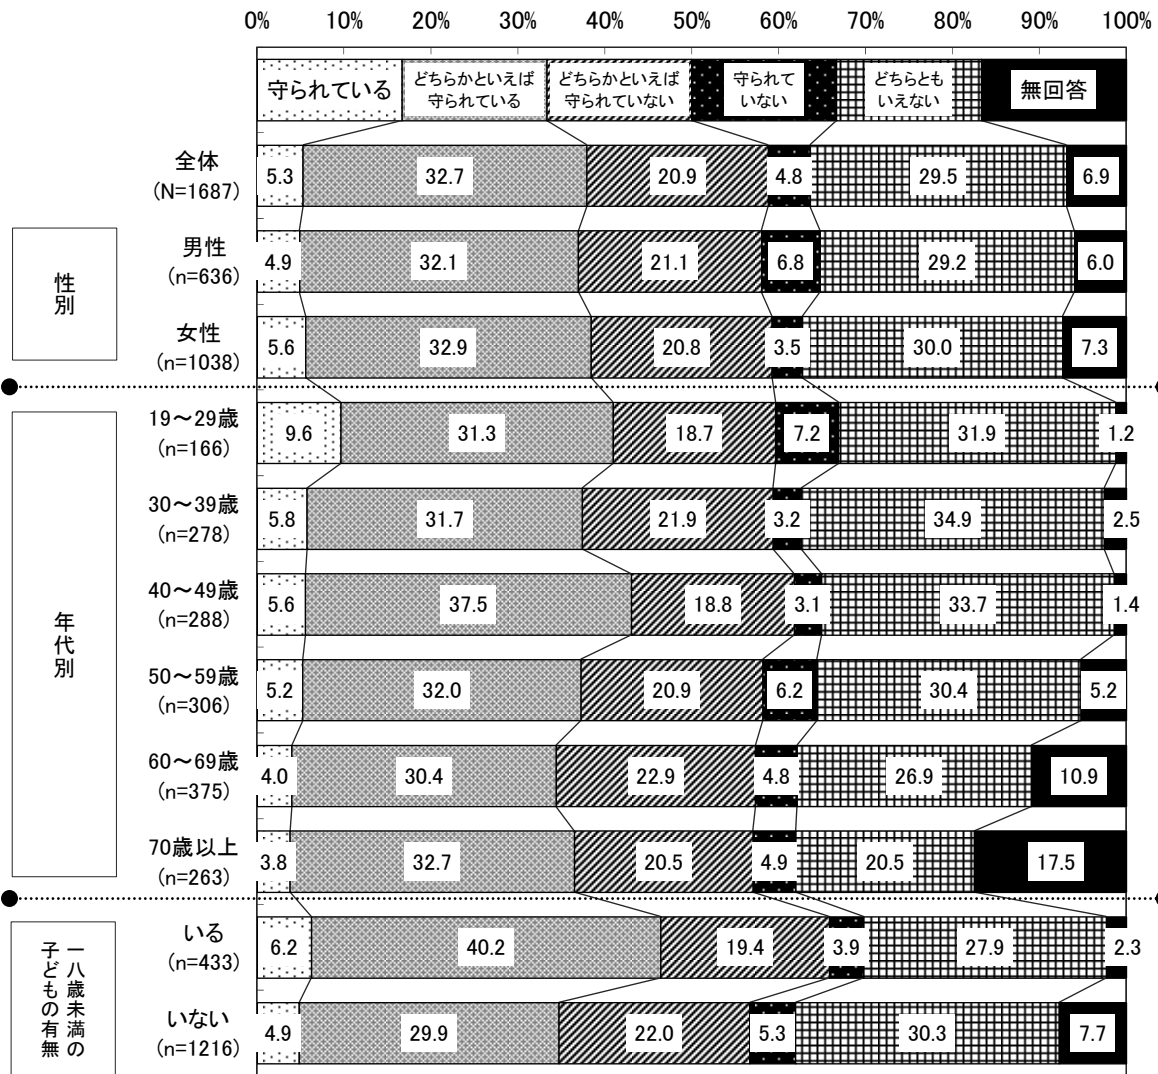 0% 10% 20% 30% 40% 50% 60% 70% 80% 90% 100%
守られている
どちらかといえば
守られている
どちらかといえば
守られていない
守られて
いない
どちらとも
いえない
無回答
全体
(N=1687)
5.3 32.7 20.9 4.8 29.5 6.9
性別
男性
(n=636)
4.9 32.1 21.1 6.8 29.2 6.0
女性
(n=1038)
5.6 32.9 20.8 3.5 30.0 7.3
年代別
19～29歳
(n=166)
9.6 31.3 18.7 7.2 31.9 1.2
30～39歳
(n=278)
5.8 31.7 21.9 3.2 34.9 2.5
40～49歳
(n=288)
5.6 37.5 18.8 3.1 33.7 1.4
50～59歳
(n=306)
5.2 32.0 20.9 6.2 30.4 5.2
60～69歳
(n=375)
4.0 30.4 22.9 4.8 26.9 10.9
70歳以上
(n=263)
3.8 32.7 20.5 4.9 20.5 17.5
一八歳未満の
子どもの有無
いる
(n=433)
6.2 40.2 19.4 3.9 27.9 2.3
いない
(n=1216)
4.9 29.9 22.0 5.3 30.3 7.7